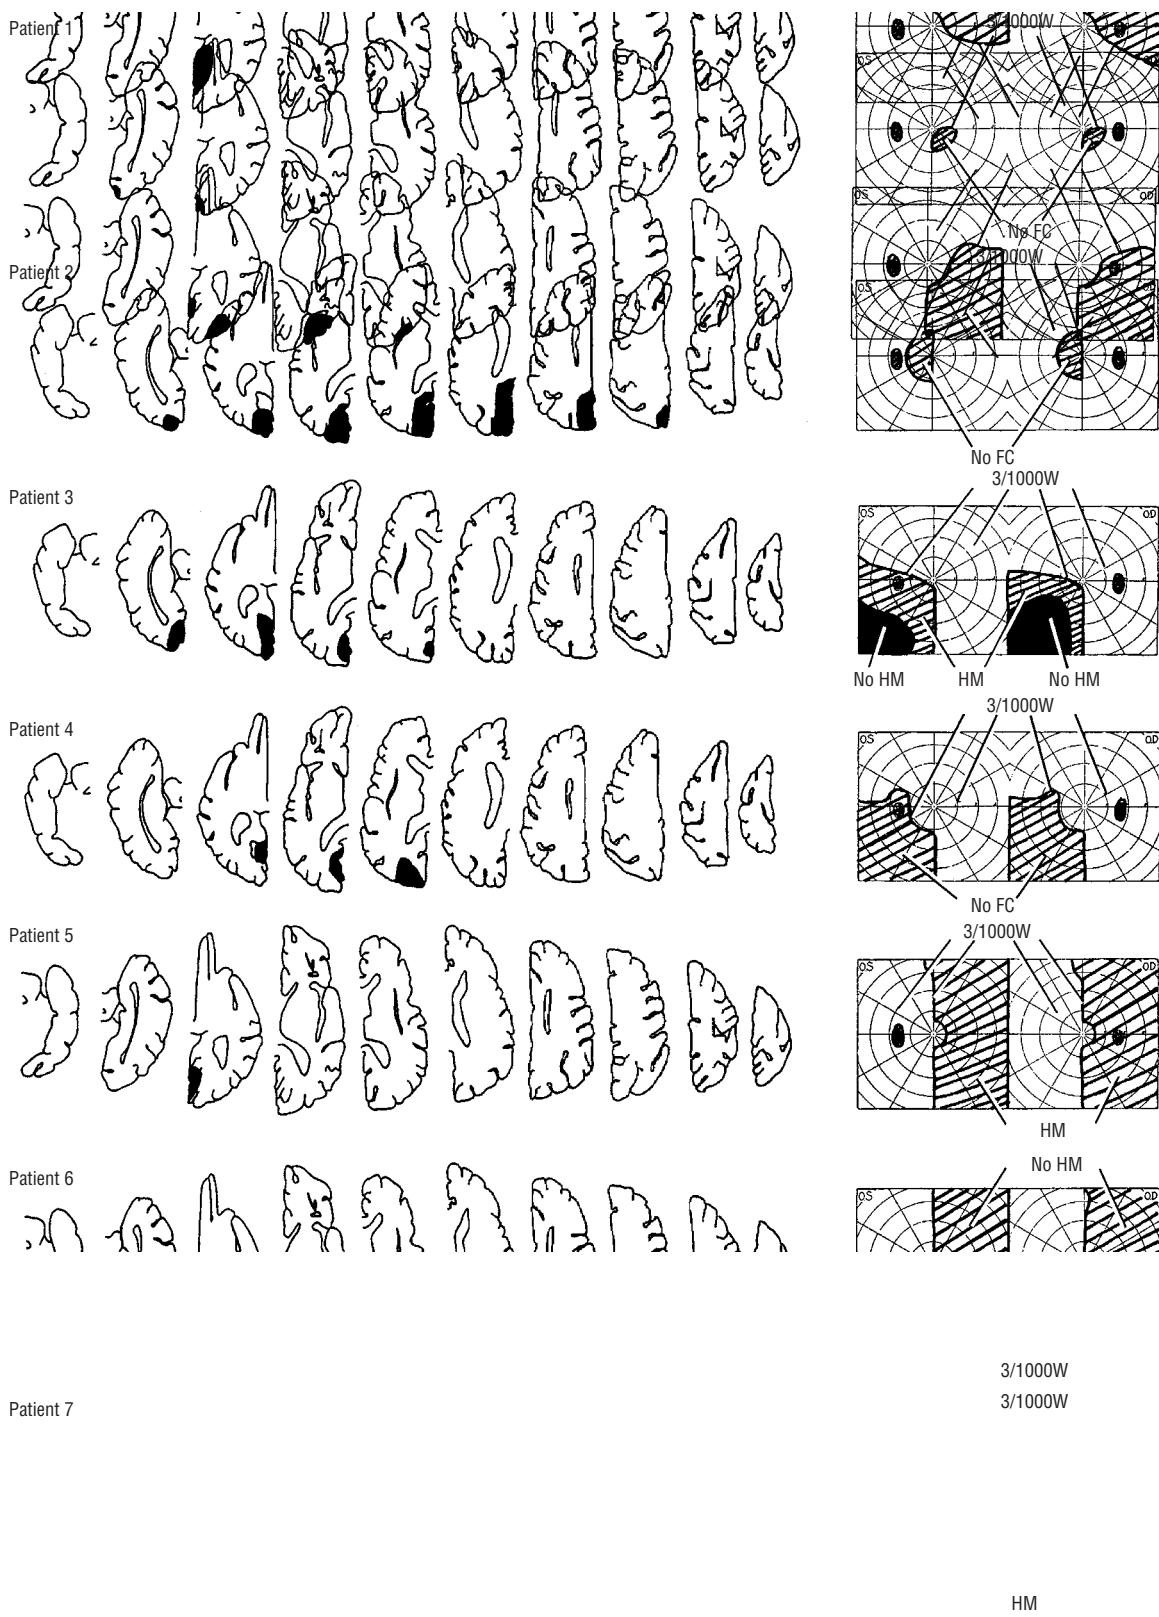 Patient 1
3/1000W
OS
OS
OD
No FC
3/1000W
Patient 2
OS
No FC
3/1000W
Patient 3
OS
OD
No HM
HM
No HM
3/1000W
Patient 4
OS
OD
No FC
3/1000W
Patient 5
OS
OD
HM
No HM
Patient 6
OS
OD
3/1000W
3/1000W
Patient 7
HM